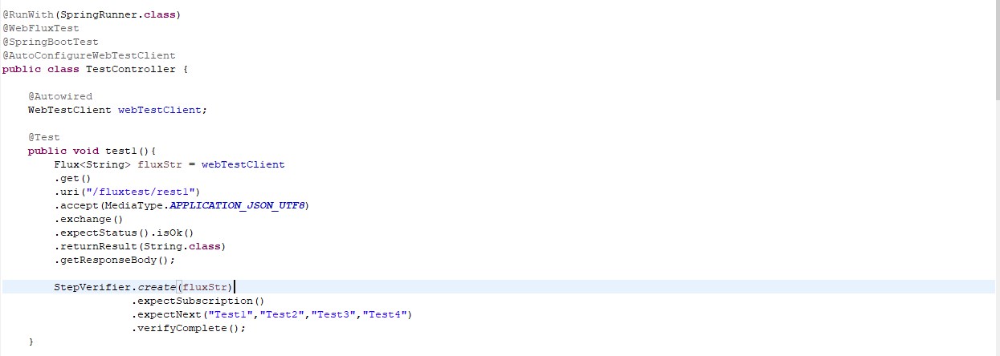 @RunWith(SpringRunner.class)
@WebFluxTest
@SpringBootTest
@AutoConfigureWebTestClient
public class TestController {
@Autowired
WebTestClient webTestClient;
@Test
public void test1(){
Flux<String> fluxStr = webTestClient
.get()
.uri("/fluxtest/rest1")
.accept(MediaType.APPLICATION_JSON_UTF8)
.exchange()
.expectStatus().isOk()
.returnResult(String.class)
.getResponseBody();
StepVerifier.create(fluxStr)
.expectSubscription()
.expectNext("Test1","Test2","Test3","Test4")
.verifyComplete();
}